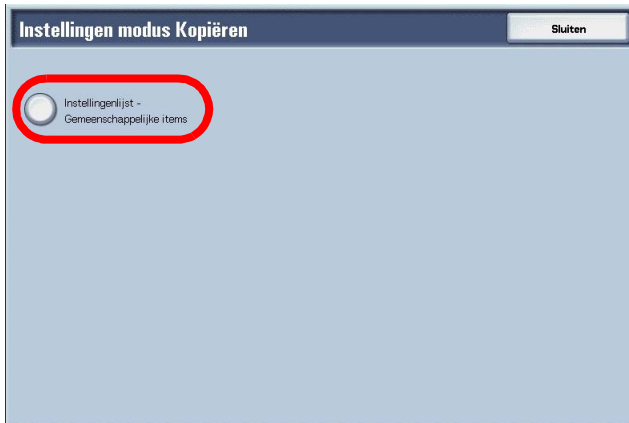 Instellingen modus Kopiëren
Sluiten
Instellingenlijst -
Gemeenschappelijke items